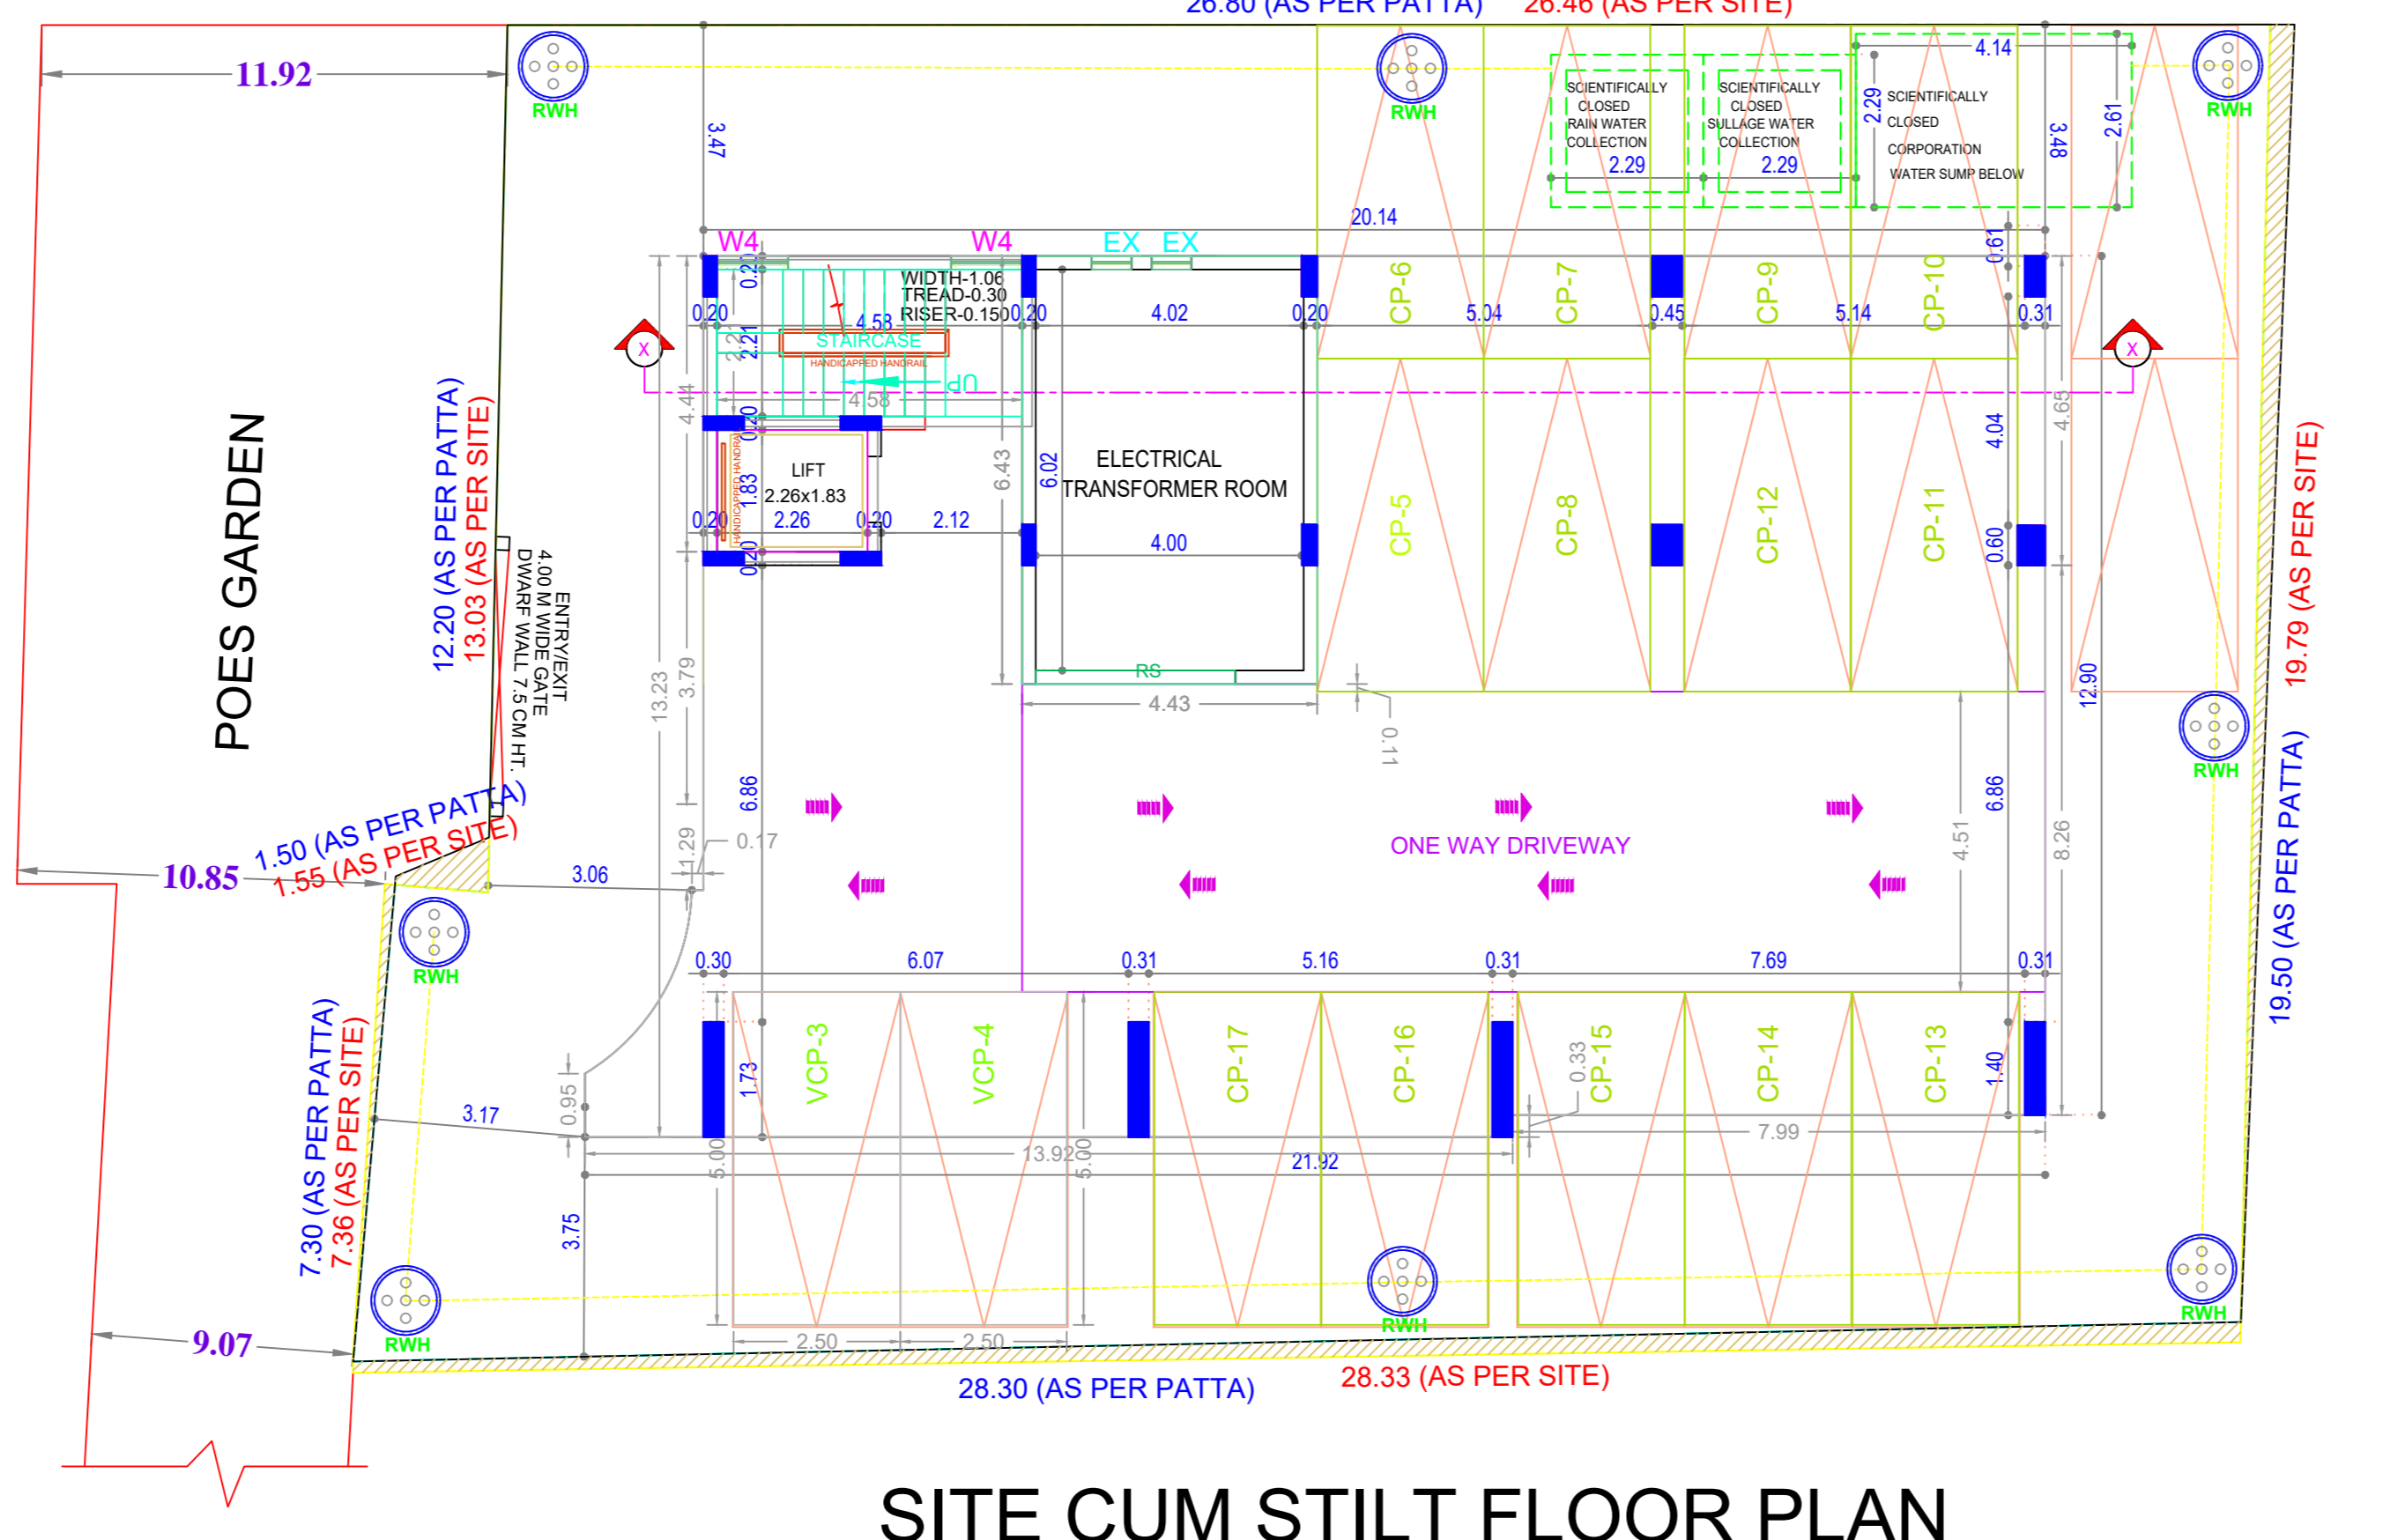 26.80 (AS PER PATTA)
26.46 (AS PER SITE)
11.92
RWH
RWH
RWH
3.47
SCIENTIFICALLY
CLOSED
RAIN WATER
COLLECTION
2.29
SCIENTIFICALLY
CLOSED
SULLAGE WATER
COLLECTION
2.29
4.14
2.29
SCIENTIFICALLY
CLOSED
CORPORATION
WATER SUMP BELOW
2.61
3.48
20.14
W4
W4
EX
EX
0.61
WIDTH-1.06
TREAD-0.30
RISER-0.150
0.20
4.58
0.20
4.02
0.20
5.04
0.45
5.14
0.31
CP-6
CP-7
CP-9
CP-10
X
X
2.21
STAIRCASE
HANDICAPPED HANDRAIL
UP
4.58
4.44
0.20
12.20 (AS PER PATTA)
13.03 (AS PER SITE)
POES GARDEN
LIFT
2.26x1.83
HANDICAPPED HANDRAIL
1.83
0.20
2.26
0.20
2.12
0.20
6.43
6.02
ELECTRICAL
TRANSFORMER ROOM
4.00
CP-5
CP-8
CP-12
CP-11
4.04
4.65
0.60
19.79 (AS PER SITE)
19.50 (AS PER PATTA)
ENTRY/EXIT
4.00 M WIDE GATE
DWARF WALL 7.5 CM HT.
13.23
3.79
RS
4.43
0.11
12.90
RWH
6.86
6.86
4.51
8.26
1.50 (AS PER PATTA)
1.55 (AS PER SITE)
10.85
3.06
1.29
0.17
ONE WAY DRIVEWAY
RWH
0.30
6.07
0.31
5.16
0.31
7.69
0.31
VCP-3
VCP-4
CP-17
CP-16
CP-15
CP-14
CP-13
1.73
0.33
1.40
0.95
3.17
7.30 (AS PER PATTA)
7.36 (AS PER SITE)
5.00
13.92
5.00
21.92
7.99
3.75
RWH
RWH
RWH
9.07
2.50
2.50
28.30 (AS PER PATTA)
28.33 (AS PER SITE)
SITE CUM STILT FLOOR PLAN